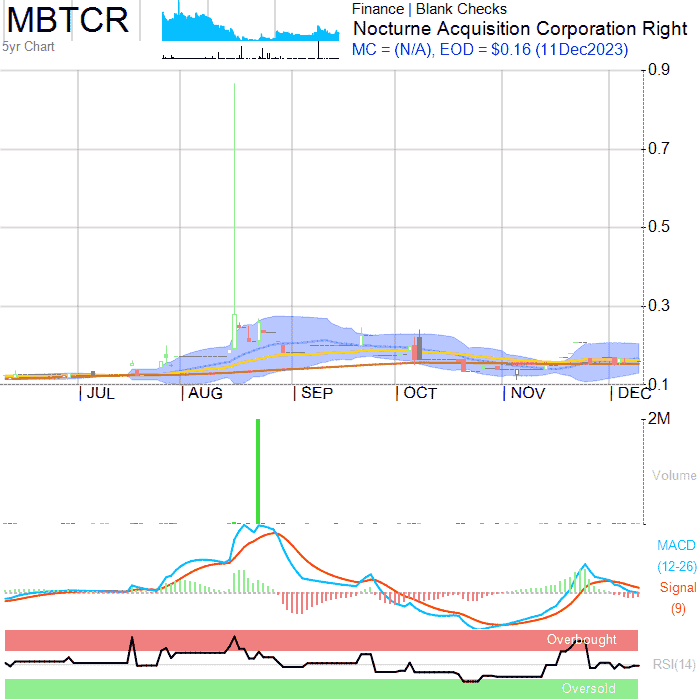 MBTCR
5yr Chart
Finance | Blank Checks
Nocturne Acquisition Corporation Right
MC = (N/A), EOD = $0.16 (11Dec2023)
0.9
0.7
0.5
0.3
0.1
JUL
AUG
SEP
OCT
NOV
DEC
2M
Volume
MACD
(12-26)
Signal
(9)
Overbought
RSI(14)
Oversold